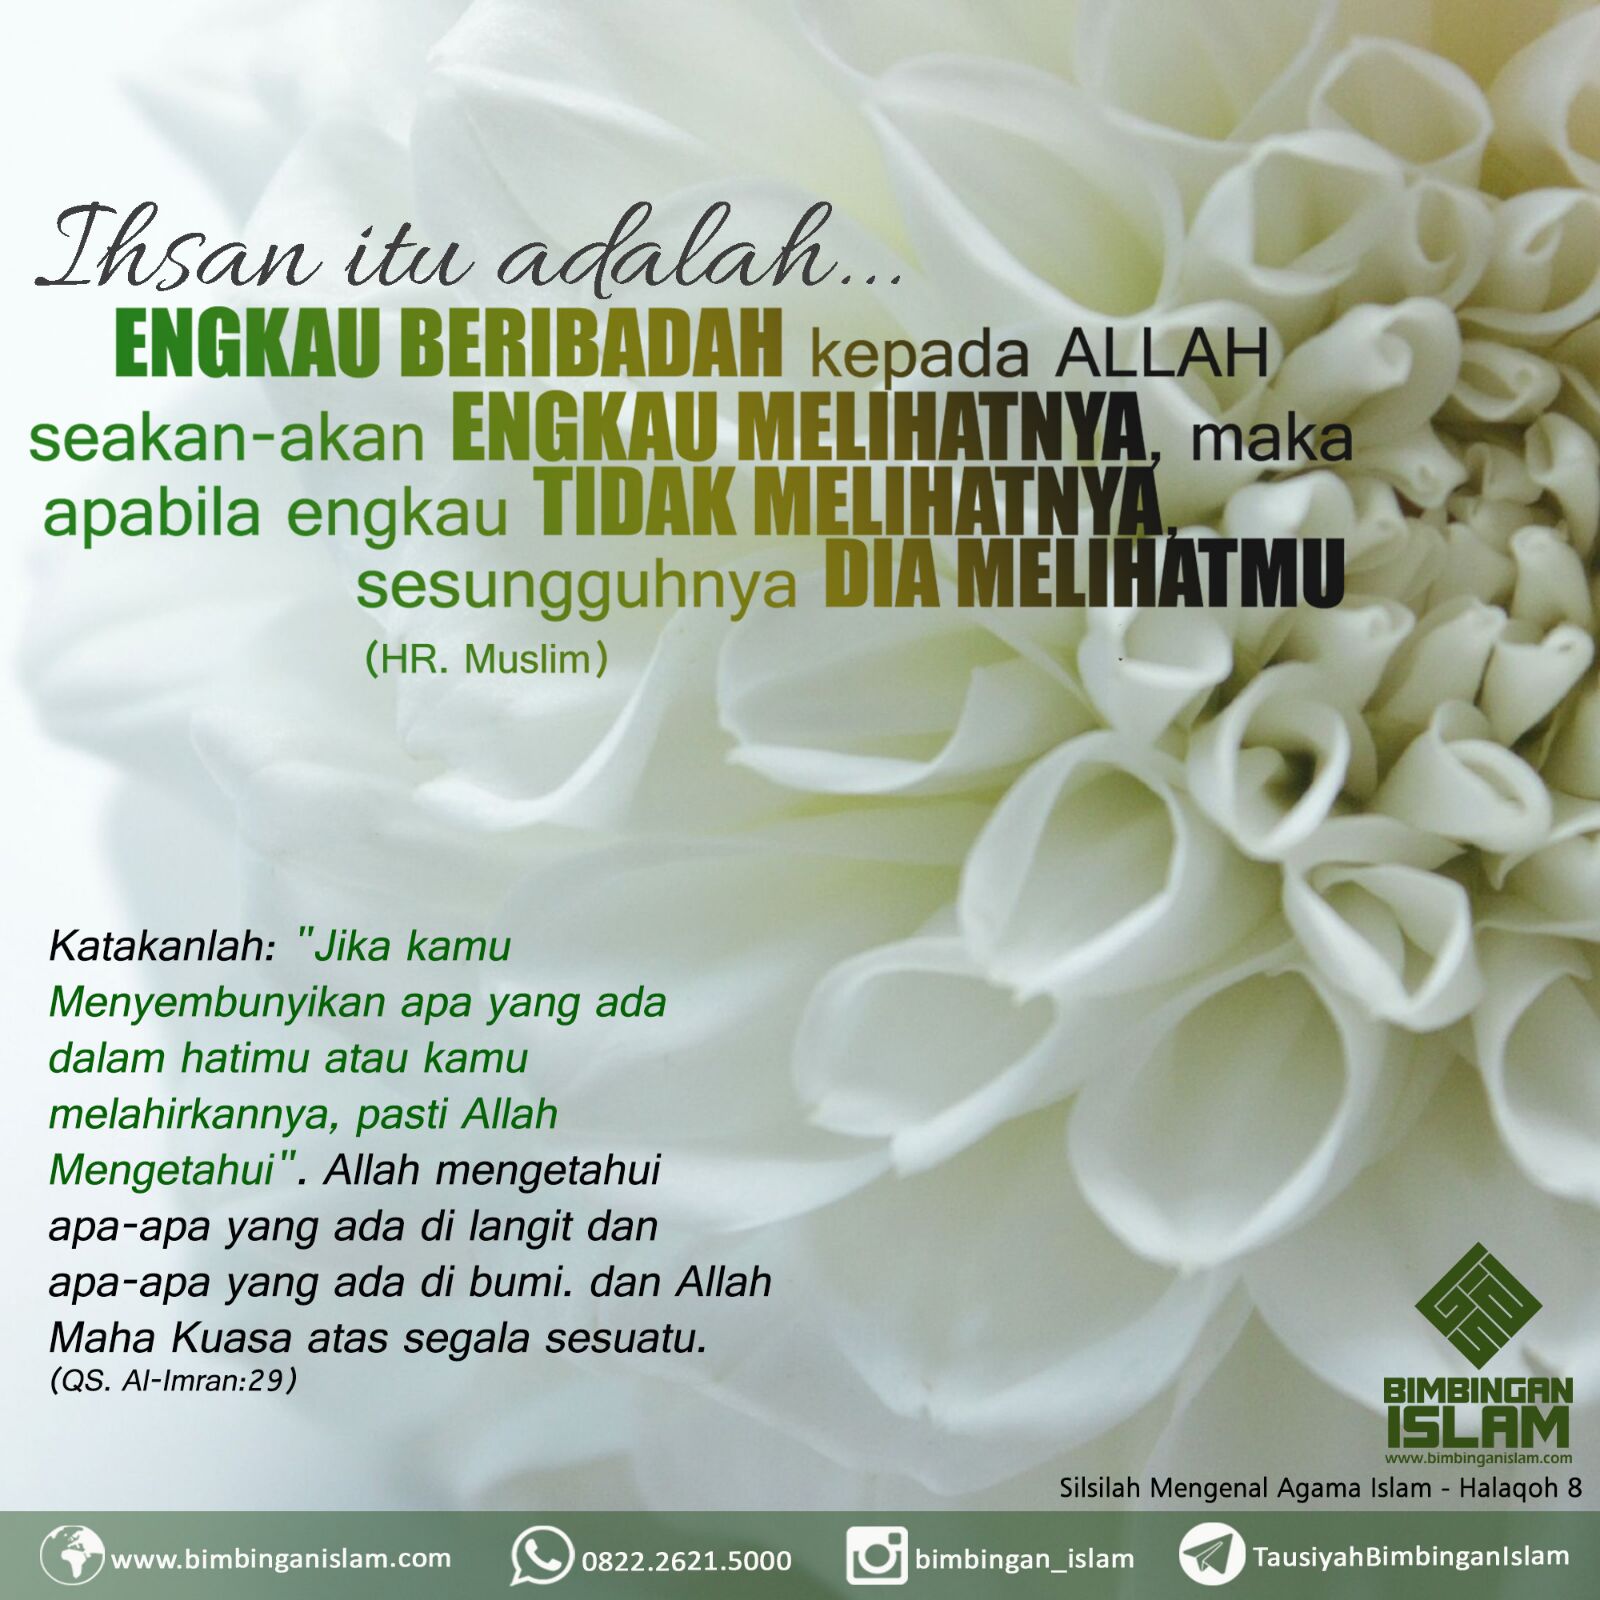 Ihsan itu adalah...
ENGKAU BERIBADAH kepada ALLAH
seakan-akan ENGKAU MELIHATNYA, maka
apabila engkau TIDAK MELIHATNYA,
sesungguhnya DIA MELIHATMU
(HR. Muslim)
Katakanlah: "Jika kamu
Menyembunyikan apa yang ada
dalam hatimu atau kamu
melahirkannya, pasti Allah
Mengetahui". Allah mengetahui
apa-apa yang ada di langit dan
apa-apa yang ada di bumi. dan Allah
Maha Kuasa atas segala sesuatu.
(QS. Al-Imran:29)
BIMBINGAN
ISLAM
www.bimbinganislam.com
Silsilah Mengenal Agama Islam - Halaqoh 8
www.bimbinganislam.com 0822.2621.5000 bimbingan_islam TausiyahBimbinganIslam